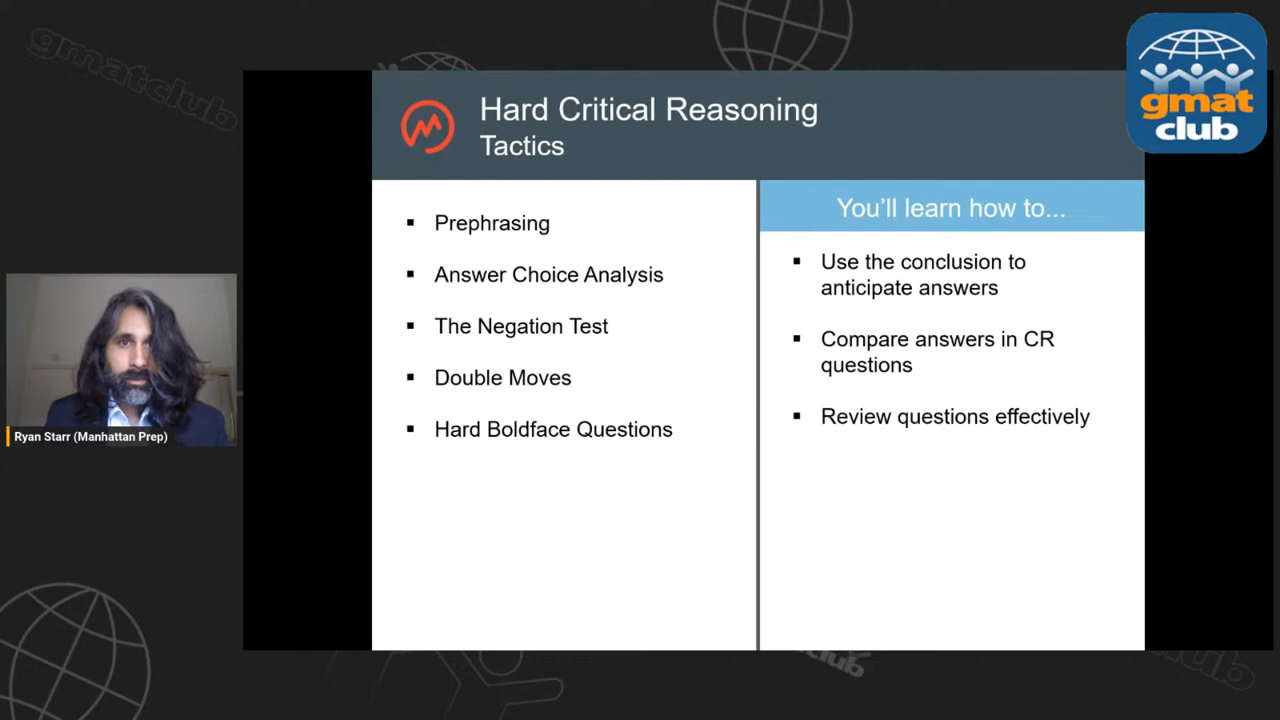 gmatclub
gmat
club
Hard Critical Reasoning
Tactics
▪ Prephrasing
▪ Answer Choice Analysis
▪ The Negation Test
▪ Double Moves
▪ Hard Boldface Questions
You'll learn how to...
▪ Use the conclusion to
anticipate answers
▪ Compare answers in CR
questions
▪ Review questions effectively
Ryan Starr (Manhattan Prep)
club